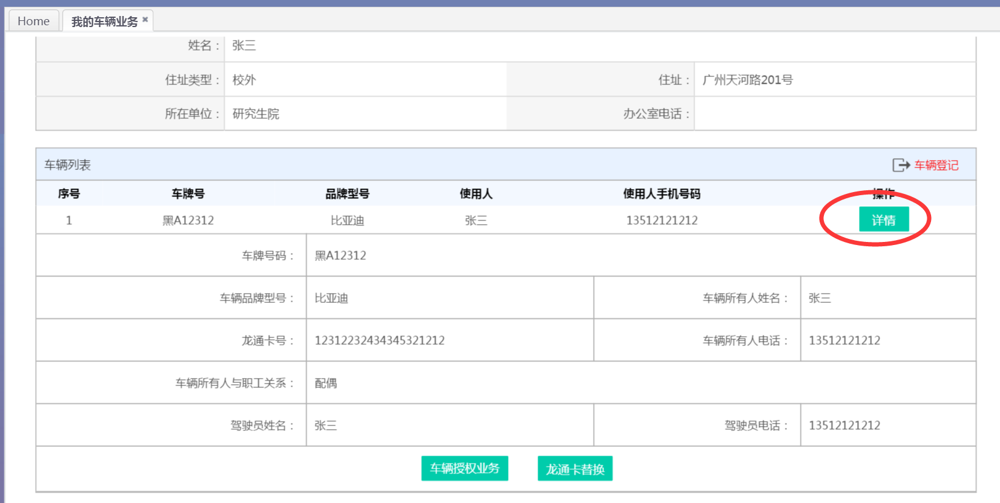 Home 我的车辆业务
姓名： 张三
住址类型： 校外 住址： 广州天河路201号
所在单位： 研究生院 办公室电话：
车辆列表 车辆登记
序号 车牌号 品牌型号 使用人 使用人手机号码 操作
1 黑A12312 比亚迪 张三 13512121212 详情
车牌号码： 黑A12312
车辆品牌型号： 比亚迪 车辆所有人姓名： 张三
龙通卡号： 12312232434345321212 车辆所有人电话： 13512121212
车辆所有人与职工关系： 配偶
驾驶员姓名： 张三 驾驶员电话： 13512121212
车辆授权业务 龙通卡替换